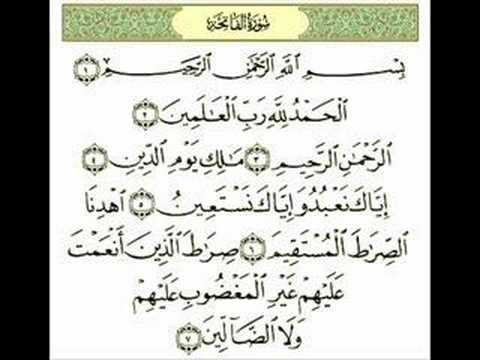 سُورَةُ الفَاتِحَةِ
بِسْمِ ٱللَّهِ ٱلرَّحْمَٰنِ ٱلرَّحِيمِ ١
ٱلْحَمْدُ لِلَّهِ رَبِّ ٱلْعَٰلَمِينَ ٢
ٱلرَّحْمَٰنِ ٱلرَّحِيمِ ٣ مَٰلِكِ يَوْمِ ٱلدِّينِ ٤
إِيَّاكَ نَعْبُدُ وَإِيَّاكَ نَسْتَعِينُ ٥ ٱهْدِنَا
ٱلصِّرَٰطَ ٱلْمُسْتَقِيمَ ٦ صِرَٰطَ ٱلَّذِينَ أَنْعَمْتَ
عَلَيْهِمْ غَيْرِ ٱلْمَغْضُوبِ عَلَيْهِمْ
وَلَا ٱلضَّآلِّينَ ٧